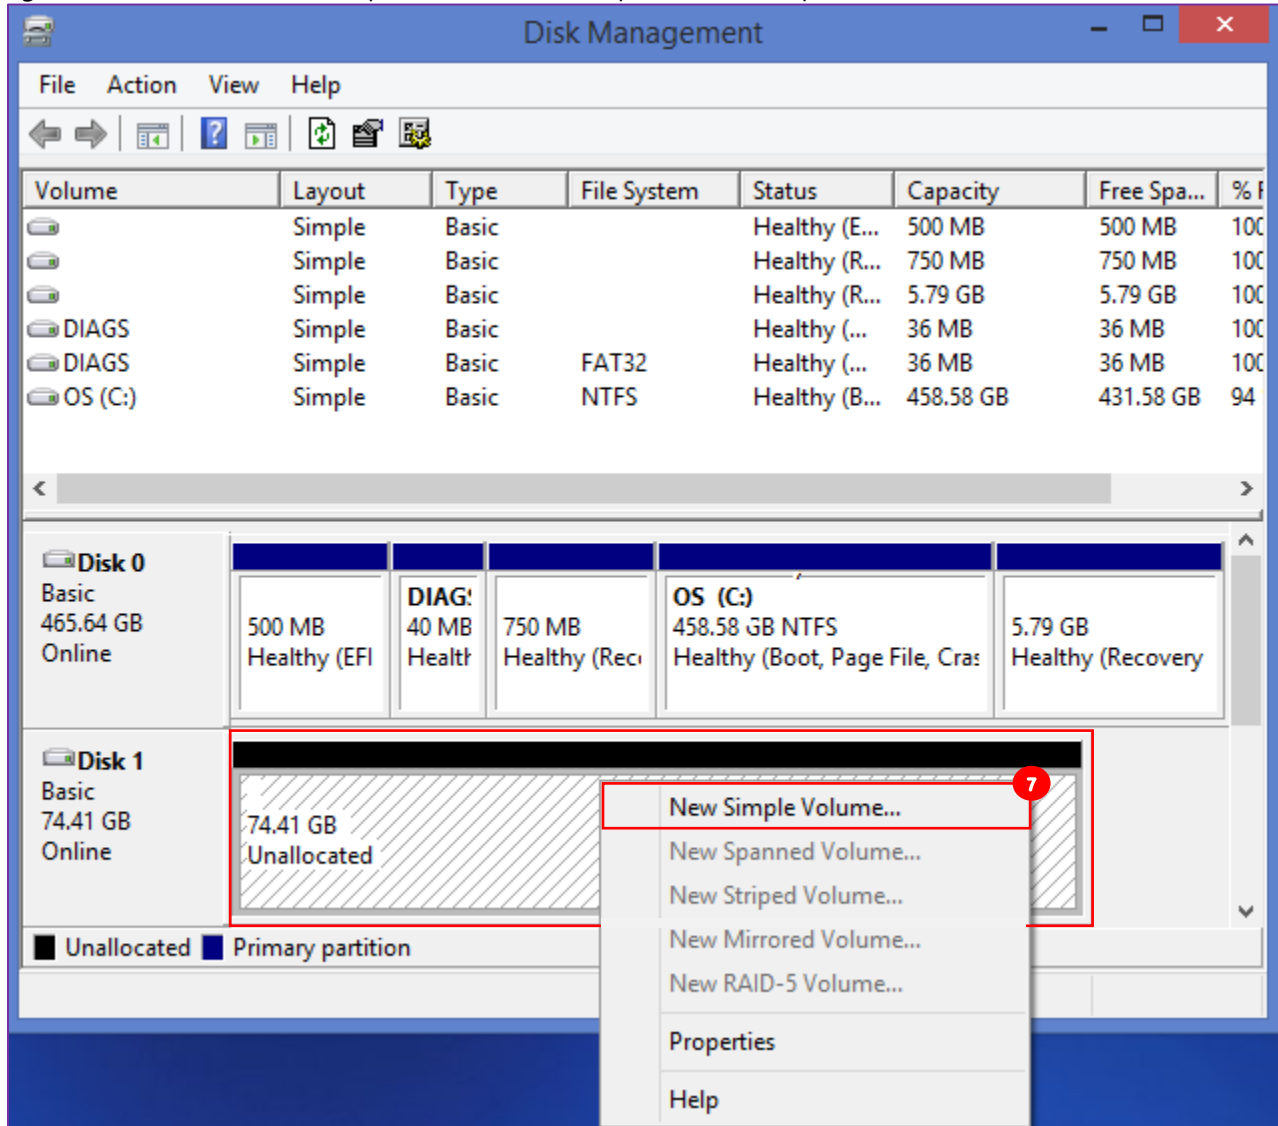 Disk Management
File Action View Help
Volume Layout Type File System Status Capacity Free Spa... %
Simple Basic Healthy (E... 500 MB 500 MB 100
Simple Basic Healthy (R... 750 MB 750 MB 100
Simple Basic Healthy (R... 5.79 GB 5.79 GB 100
DIAGS Simple Basic Healthy (... 36 MB 36 MB 100
DIAGS Simple Basic FAT32 Healthy (... 36 MB 36 MB 100
OS (C:) Simple Basic NTFS Healthy (B... 458.58 GB 431.58 GB 94
Disk 0
Basic
465.64 GB
Online
500 MB
Healthy (EFI
DIAGS
40 MB
Health
750 MB
Healthy (Reco
OS (C:)
458.58 GB NTFS
Healthy (Boot, Page File, Cras
5.79 GB
Healthy (Recovery
Disk 1
Basic
74.41 GB
Online
74.41 GB
Unallocated
7
New Simple Volume...
New Spanned Volume...
New Striped Volume...
New Mirrored Volume...
New RAID-5 Volume...
Properties
Help
Unallocated Primary partition